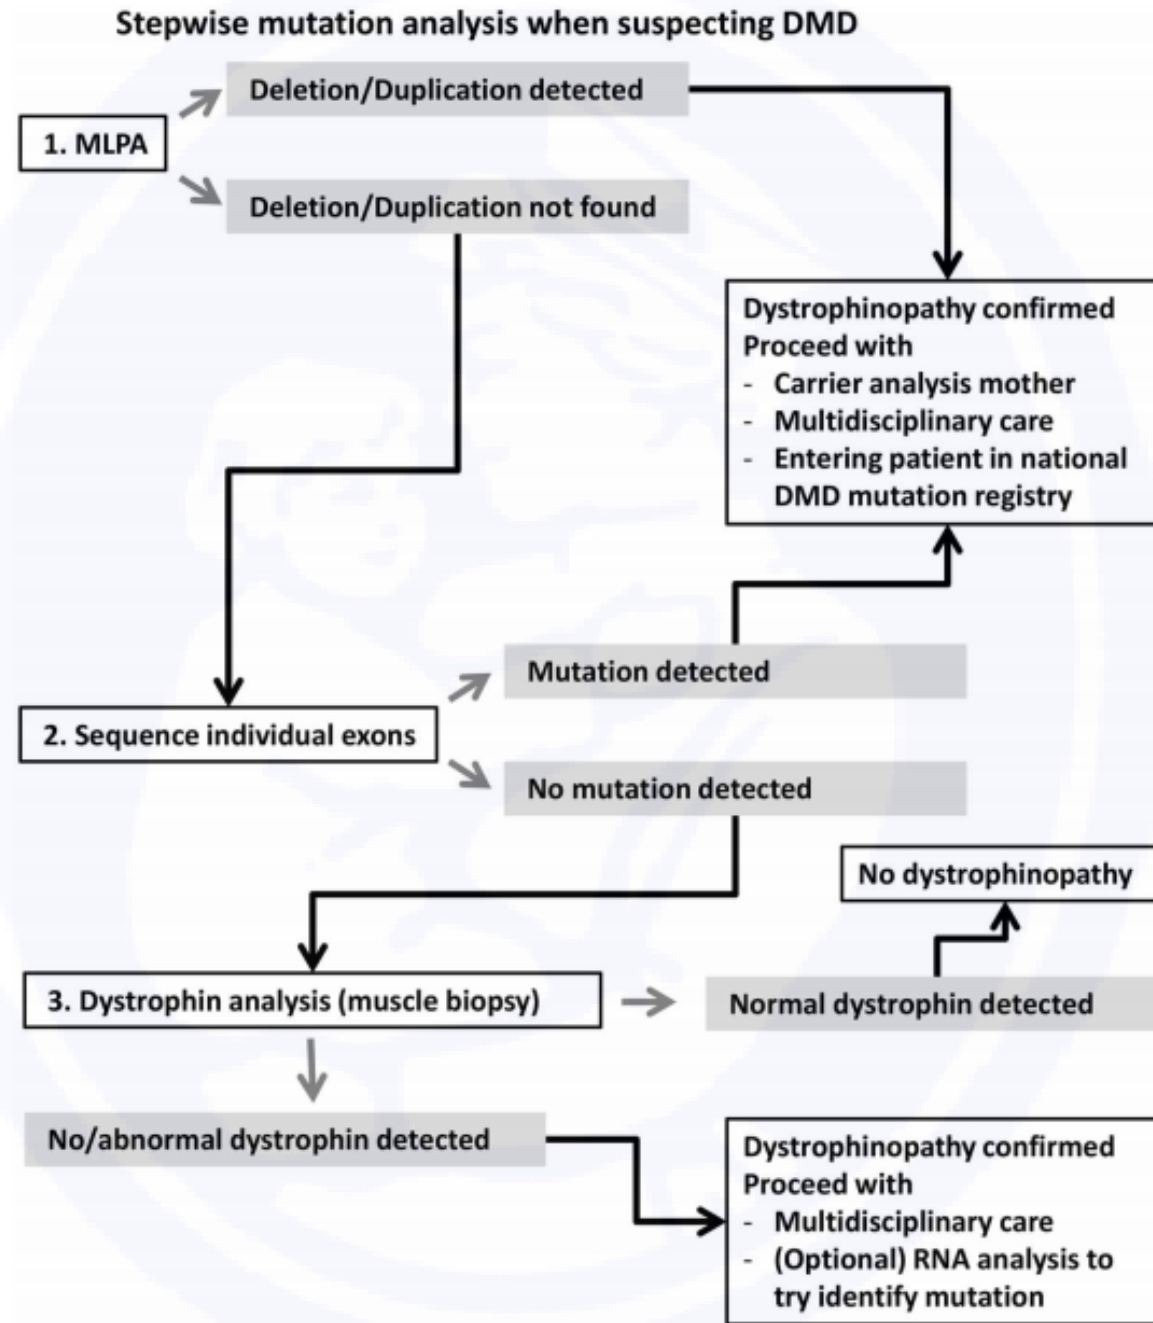 Stepwise mutation analysis when suspecting DMD
Deletion/Duplication detected
1. MLPA
Deletion/Duplication not found
Dystrophinopathy confirmed
Proceed with
- Carrier analysis mother
- Multidisciplinary care
- Entering patient in national
DMD mutation registry
Mutation detected
2. Sequence individual exons
No mutation detected
No dystrophinopathy
3. Dystrophin analysis (muscle biopsy)
Normal dystrophin detected
No/abnormal dystrophin detected
Dystrophinopathy confirmed
Proceed with
- Multidisciplinary care
- (Optional) RNA analysis to
try identify mutation